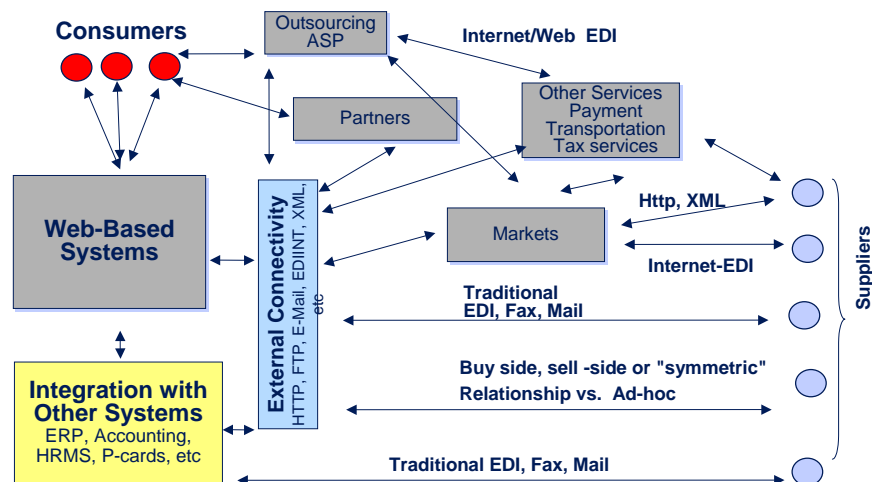 Consumers
Outsourcing
ASP
Internet/Web EDI
Partners
Other Services
Payment
Transportation
Tax services
Web-Based
Systems
External Connectivity
HTTP, FTP, E-Mail, EDIINT, XML,
etc
Markets
Http, XML
Internet-EDI
Suppliers
Traditional
EDI, Fax, Mail
Buy side, sell -side or "symmetric"
Relationship vs. Ad-hoc
Integration with
Other Systems
ERP, Accounting,
HRMS, P-cards, etc
Traditional EDI, Fax, Mail